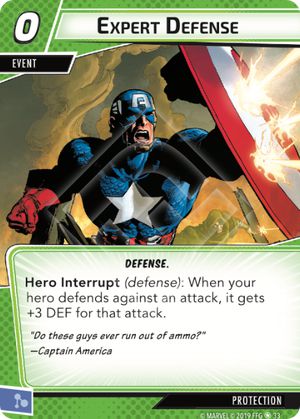 0
EXPERT DEFENSE
EVENT
DEFENSE.
Hero Interrupt (defense): When your
hero defends against an attack, it gets
+3 DEF for that attack.
"Do these guys ever run out of ammo?"
—Captain America
PROTECTION
© MARVEL © 2019 FFG 33